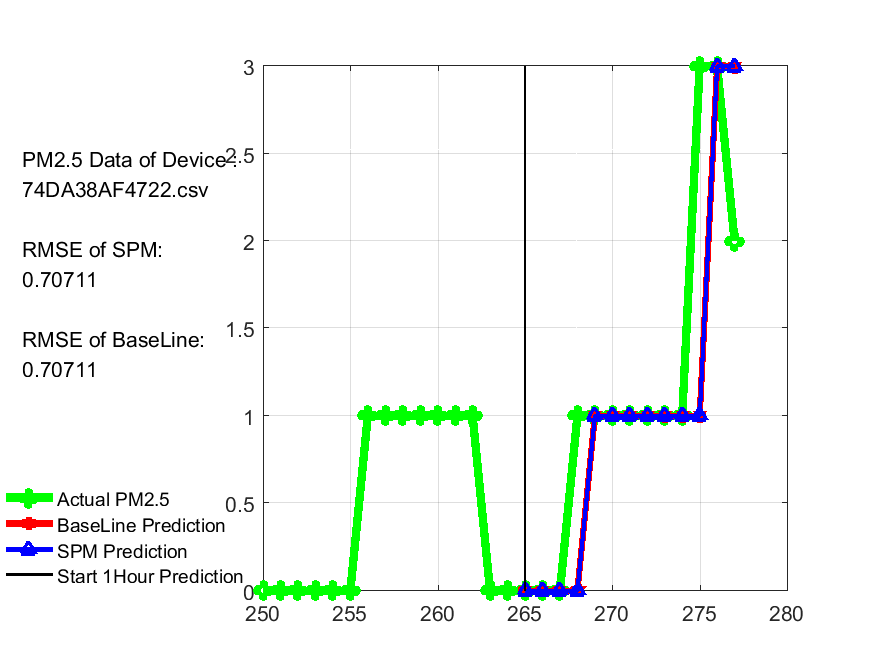 PM2.5 Data of Device :
74DA38AF4722.csv
RMSE of SPM:
0.70711
RMSE of BaseLine:
0.70711
Actual PM2.5
BaseLine Prediction
SPM Prediction
Start 1Hour Prediction
3
2.5
2
1.5
1
0.5
0
250 255 260 265 270 275 280